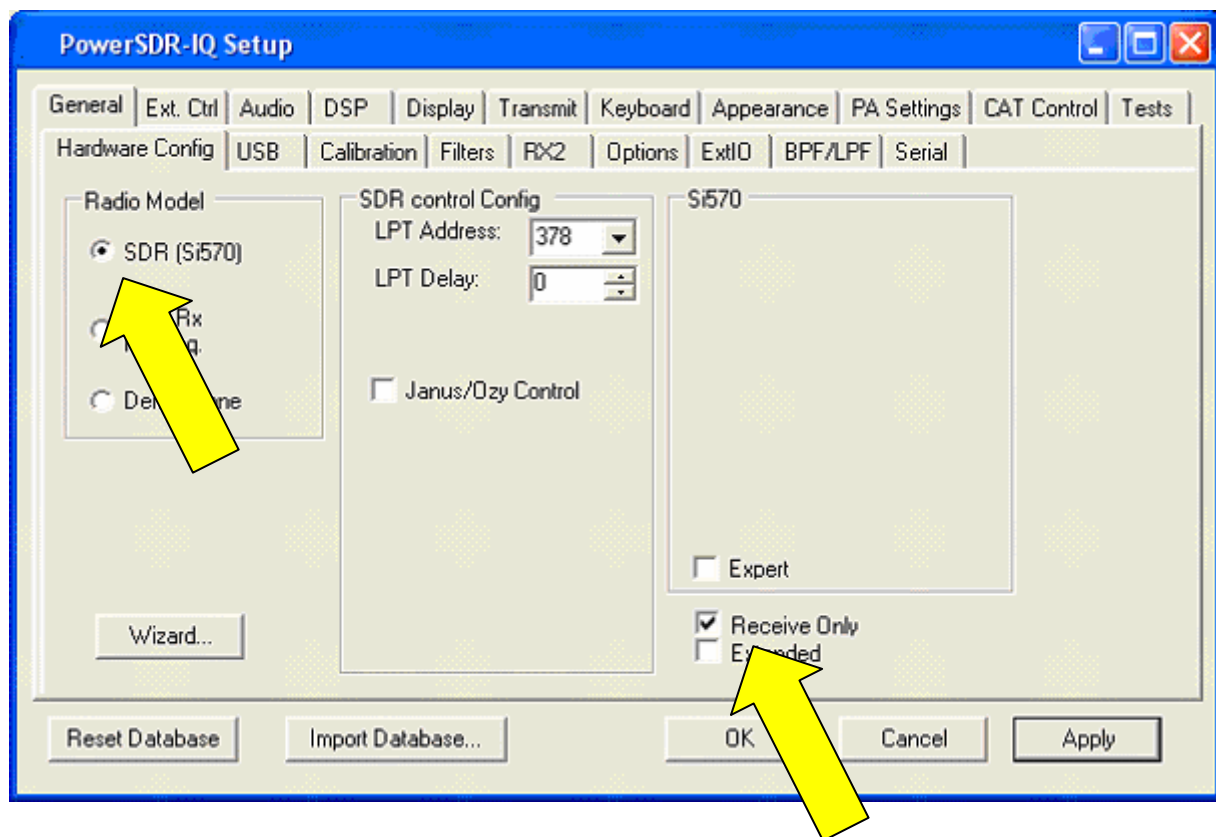 PowerSDR-IQ Setup
General Ext. Ctrl Audio DSP Display Transmit Keyboard Appearance PA Settings CAT Control Tests
Hardware Config USB Calibration Filters RX2 Options ExtIO BPF/LPF Serial
Radio Model
SDR (Si570)
Rx
SDR control Config
LPT Address: 378
LPT Delay: 0
Janus/Ozy Control
Si570
Expert
Receive Only
Extended
Wizard...
Reset Database Import Database... OK Cancel Apply